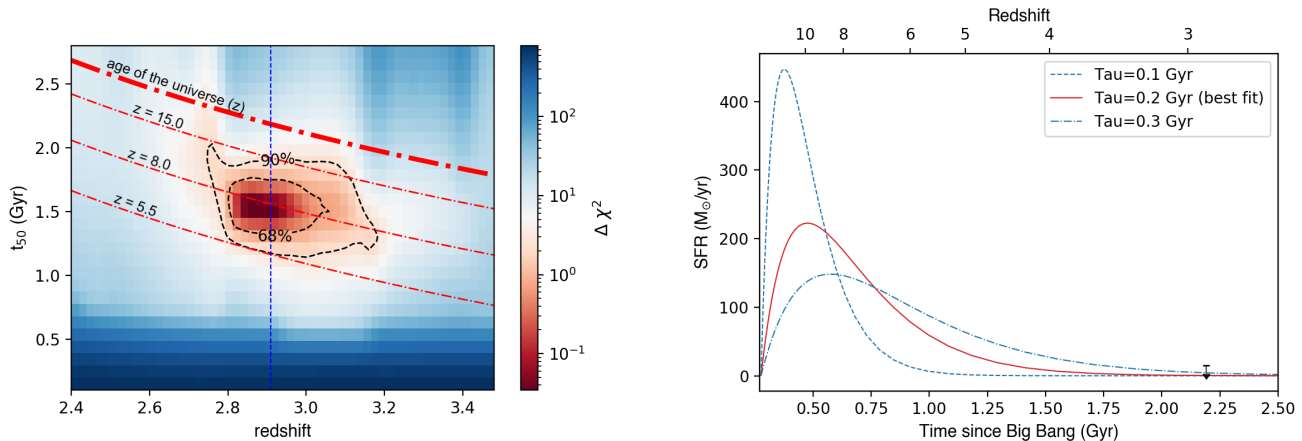 2.5
2.0
1.5
1.0
0.5
t50 (Gyr)
age of the universe (z)
z = 15.0
z = 8.0
z = 5.5
90%
68%
2.4 2.6 2.8 3.0 3.2 3.4
redshift
10²
10¹
10⁰
10⁻¹
Δ χ²
Redshift
10 8 6 5 4 3
Tau=0.1 Gyr
Tau=0.2 Gyr (best fit)
Tau=0.3 Gyr
400
300
200
100
0
SFR (M⊙/yr)
0.50 0.75 1.00 1.25 1.50 1.75 2.00 2.25 2.50
Time since Big Bang (Gyr)